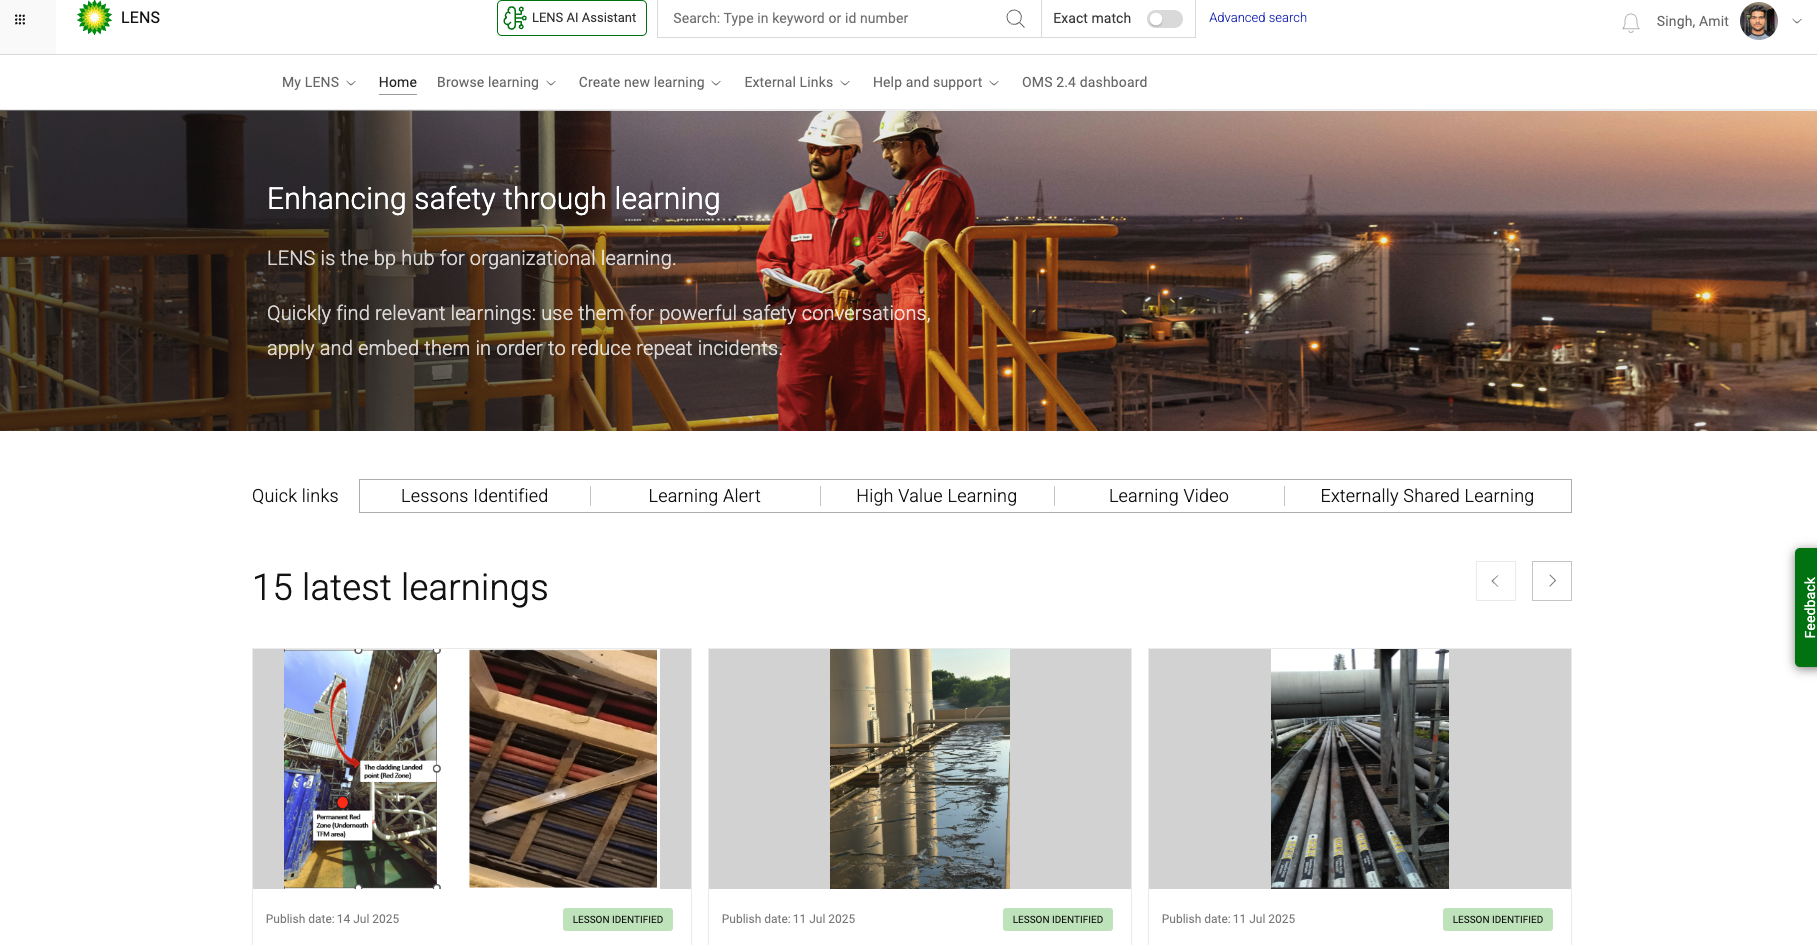 LENS
LENS AI Assistant
Search: Type in keyword or id number
Exact match
Advanced search
Singh, Amit
My LENS
Home
Browse learning
Create new learning
External Links
Help and support
OMS 2.4 dashboard
Enhancing safety through learning
LENS is the bp hub for organizational learning.
Quickly find relevant learnings: use them for powerful safety conversations,
apply and embed them in order to reduce repeat incidents.
Quick links
Lessons Identified
Learning Alert
High Value Learning
Learning Video
Externally Shared Learning
15 latest learnings
Feedback
The cladding Landed
point (Red Zone)
Permanent Red
Zone (Underneath
TFM area)
Publish date: 14 Jul 2025
LESSON IDENTIFIED
Publish date: 11 Jul 2025
LESSON IDENTIFIED
Publish date: 11 Jul 2025
LESSON IDENTIFIED